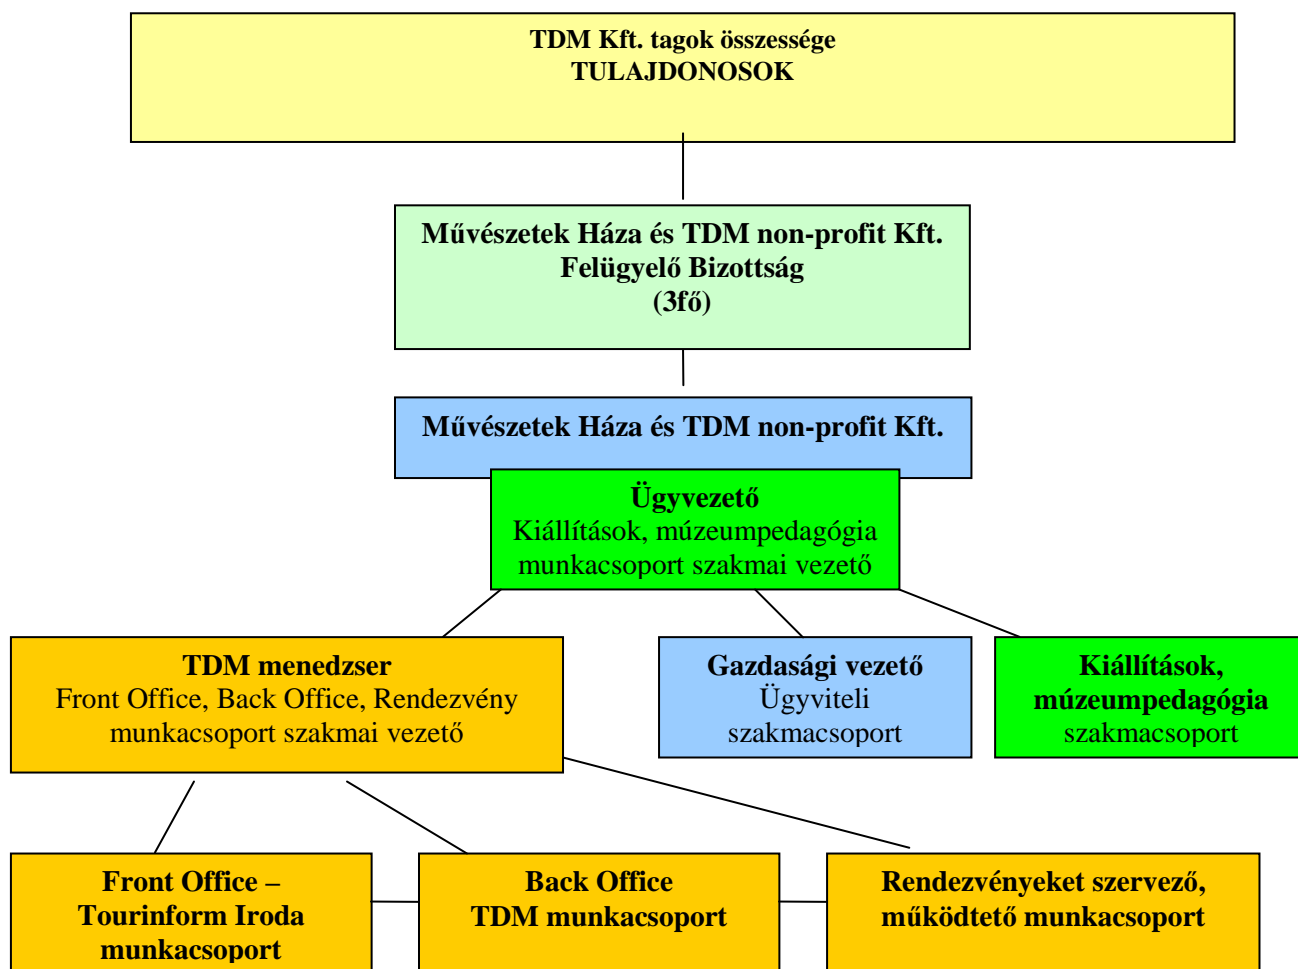 TDM Kft. tagok összessége
TULAJDONOSOK
Művészetek Háza és TDM non-profit Kft.
Felügyelő Bizottság
(3fő)
Művészetek Háza és TDM non-profit Kft.
Ügyvezető
Kiállítások, múzeumpedagógia
munkacsoport szakmai vezető
TDM menedzser
Front Office, Back Office, Rendezvény
munkacsoport szakmai vezető
Gazdasági vezető
Ügyviteli
szakmacsoport
Kiállítások,
múzeumpedagógia
szakmacsoport
Front Office –
Tourinform Iroda
munkacsoport
Back Office
TDM munkacsoport
Rendezvényeket szervező,
működtető munkacsoport